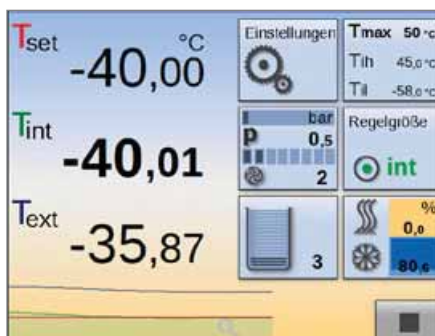 Tset °C
-40,00
Tint
-40,01
Text
-35,87
Einstellungen
Tmax 50 °C
Tih 45,0 °C
Til -58,0 °C
bar
p 0,5
2
Regelgröße
int
3
%
0,0
80,6